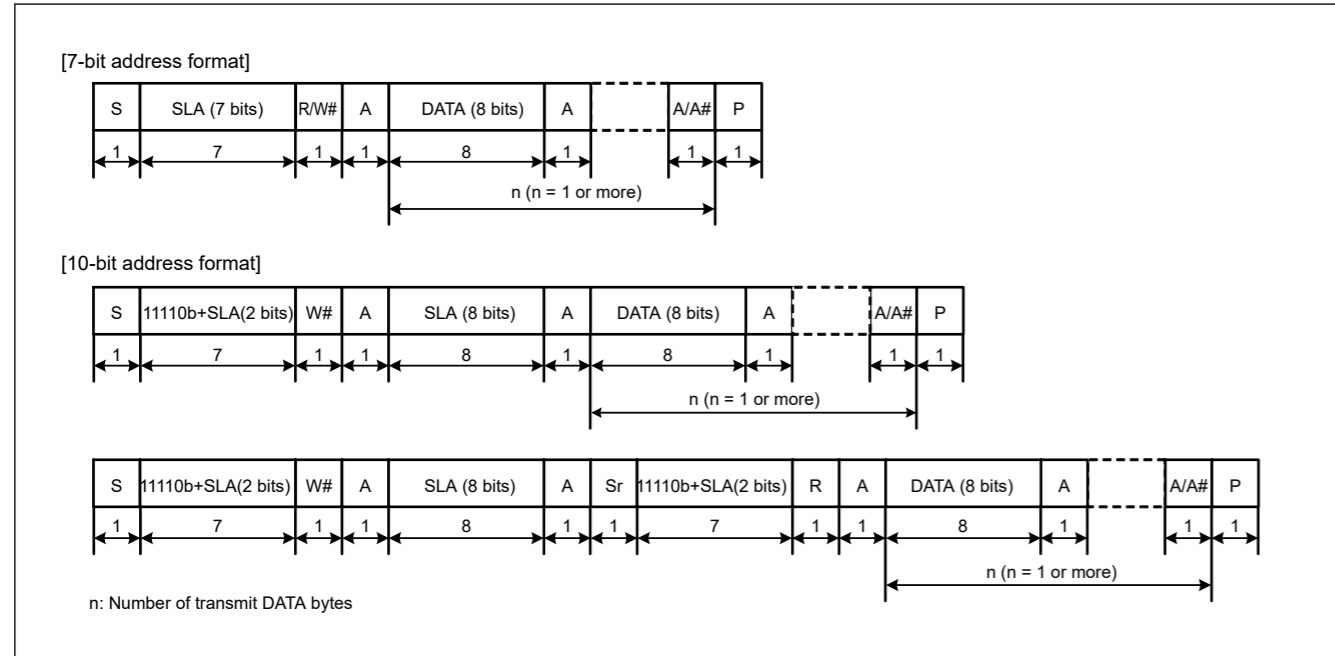 [7-bit address format]
S SLA (7 bits) R/W# A DATA (8 bits) A A/A# P
1 7 1 1 8 1 1 1
n (n = 1 or more)
[10-bit address format]
S 11110b+SLA(2 bits) W# A SLA (8 bits) A DATA (8 bits) A A/A# P
1 7 1 1 8 1 8 1 1 1
n (n = 1 or more)
S 11110b+SLA(2 bits) W# A SLA (8 bits) A Sr 11110b+SLA(2 bits) R A DATA (8 bits) A A/A# P
1 7 1 1 8 1 1 7 1 1 8 1 1 1
n (n = 1 or more)
n: Number of transmit DATA bytes